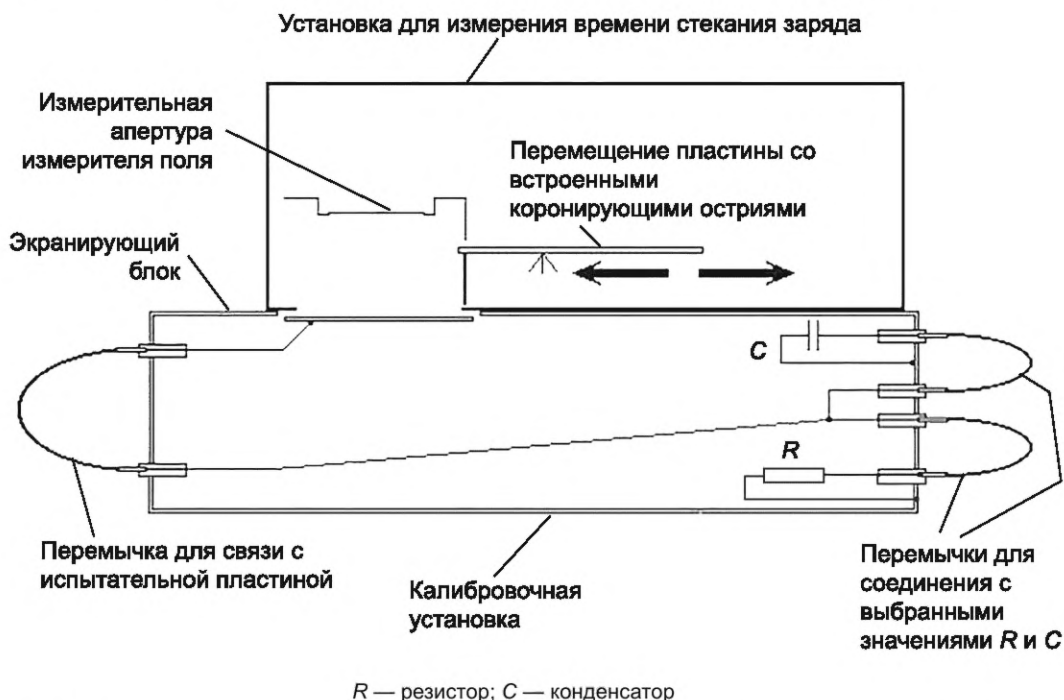 Установка для измерения времени стекания заряда
Измерительная
апертура
измерителя поля
Перемещение пластины со
встроенными
коронирующими остриями
Экранирующий
блок
C
R
Перемычка для связи с
испытательной пластиной
Калибровочная
установка
Перемычки для
соединения с
выбранными
значениями R и C
R — резистор; C — конденсатор